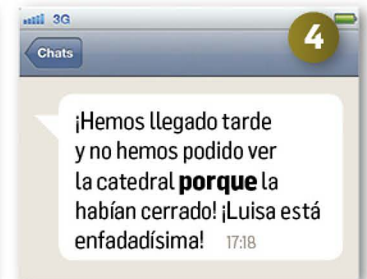 3G
4
Chats
¡Hemos llegado tarde
y no hemos podido ver
la catedral porque la
habían cerrado! ¡Luisa está
enfadadísima! 17:18